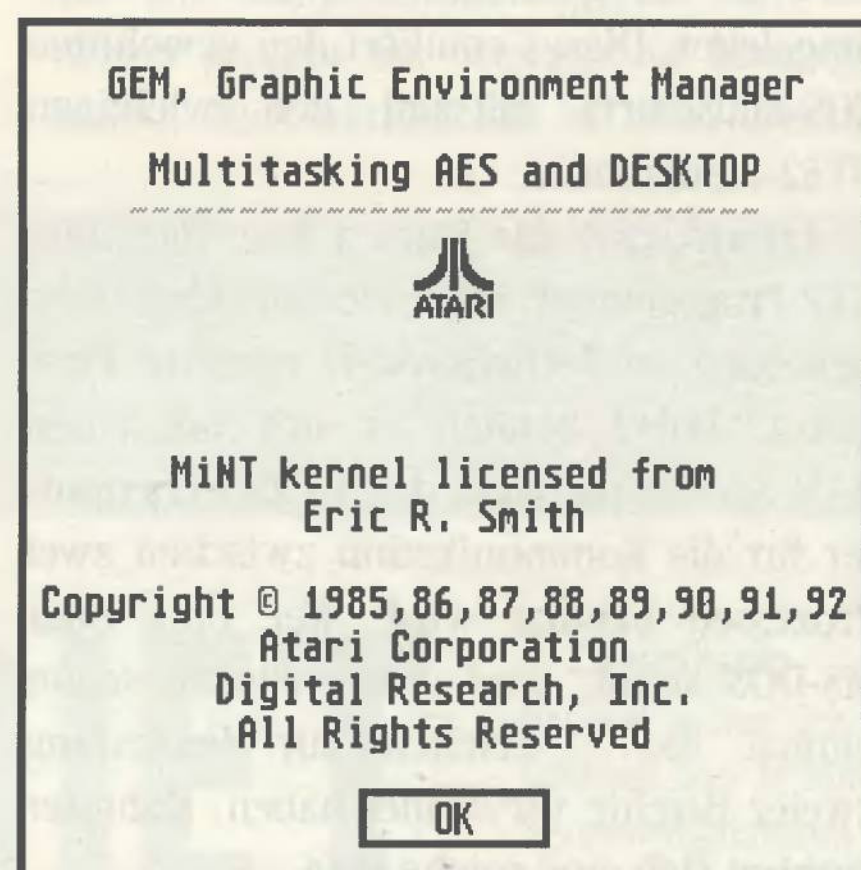 GEM, Graphic Environment Manager
Multitasking AES and DESKTOP
ATARI
MiNT kernel licensed from
Eric R. Smith
Copyright © 1985,86,87,88,89,90,91,92
Atari Corporation
Digital Research, Inc.
All Rights Reserved
OK